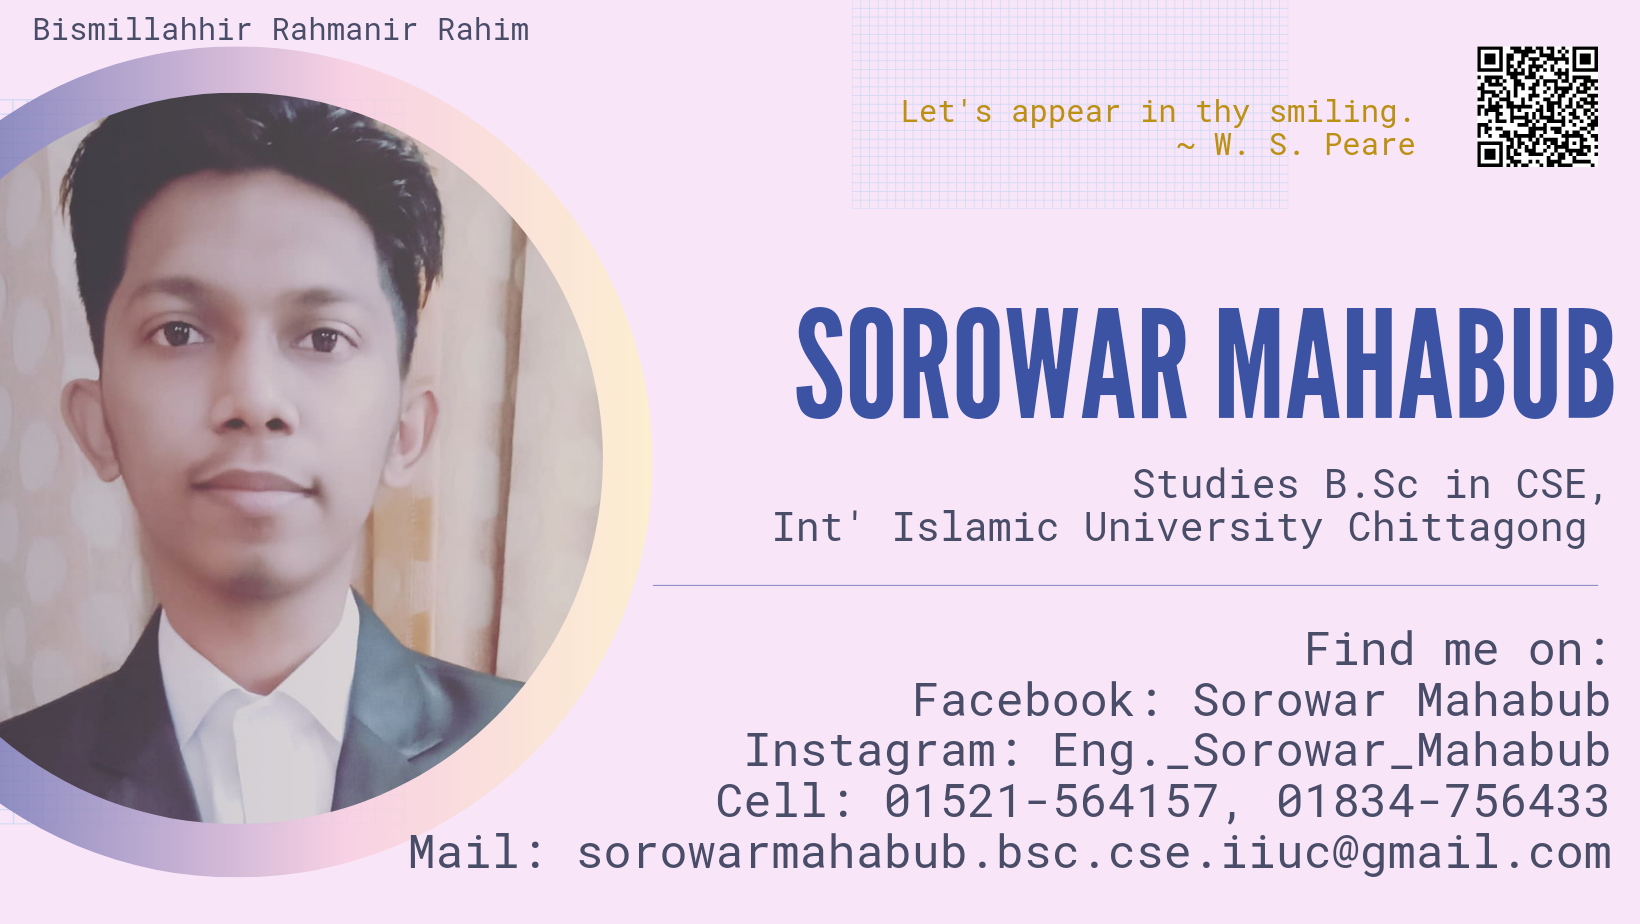 Bismillahhir Rahmanir Rahim
Let's appear in thy smiling.
~ W. S. Peare
SOROWAR MAHABUB
Studies B.Sc in CSE,
Int' Islamic University Chittagong
Find me on:
Facebook: Sorowar Mahabub
Instagram: Eng._Sorowar_Mahabub
Cell: 01521-564157, 01834-756433
Mail: sorowarmahabub.bsc.cse.iiuc@gmail.com